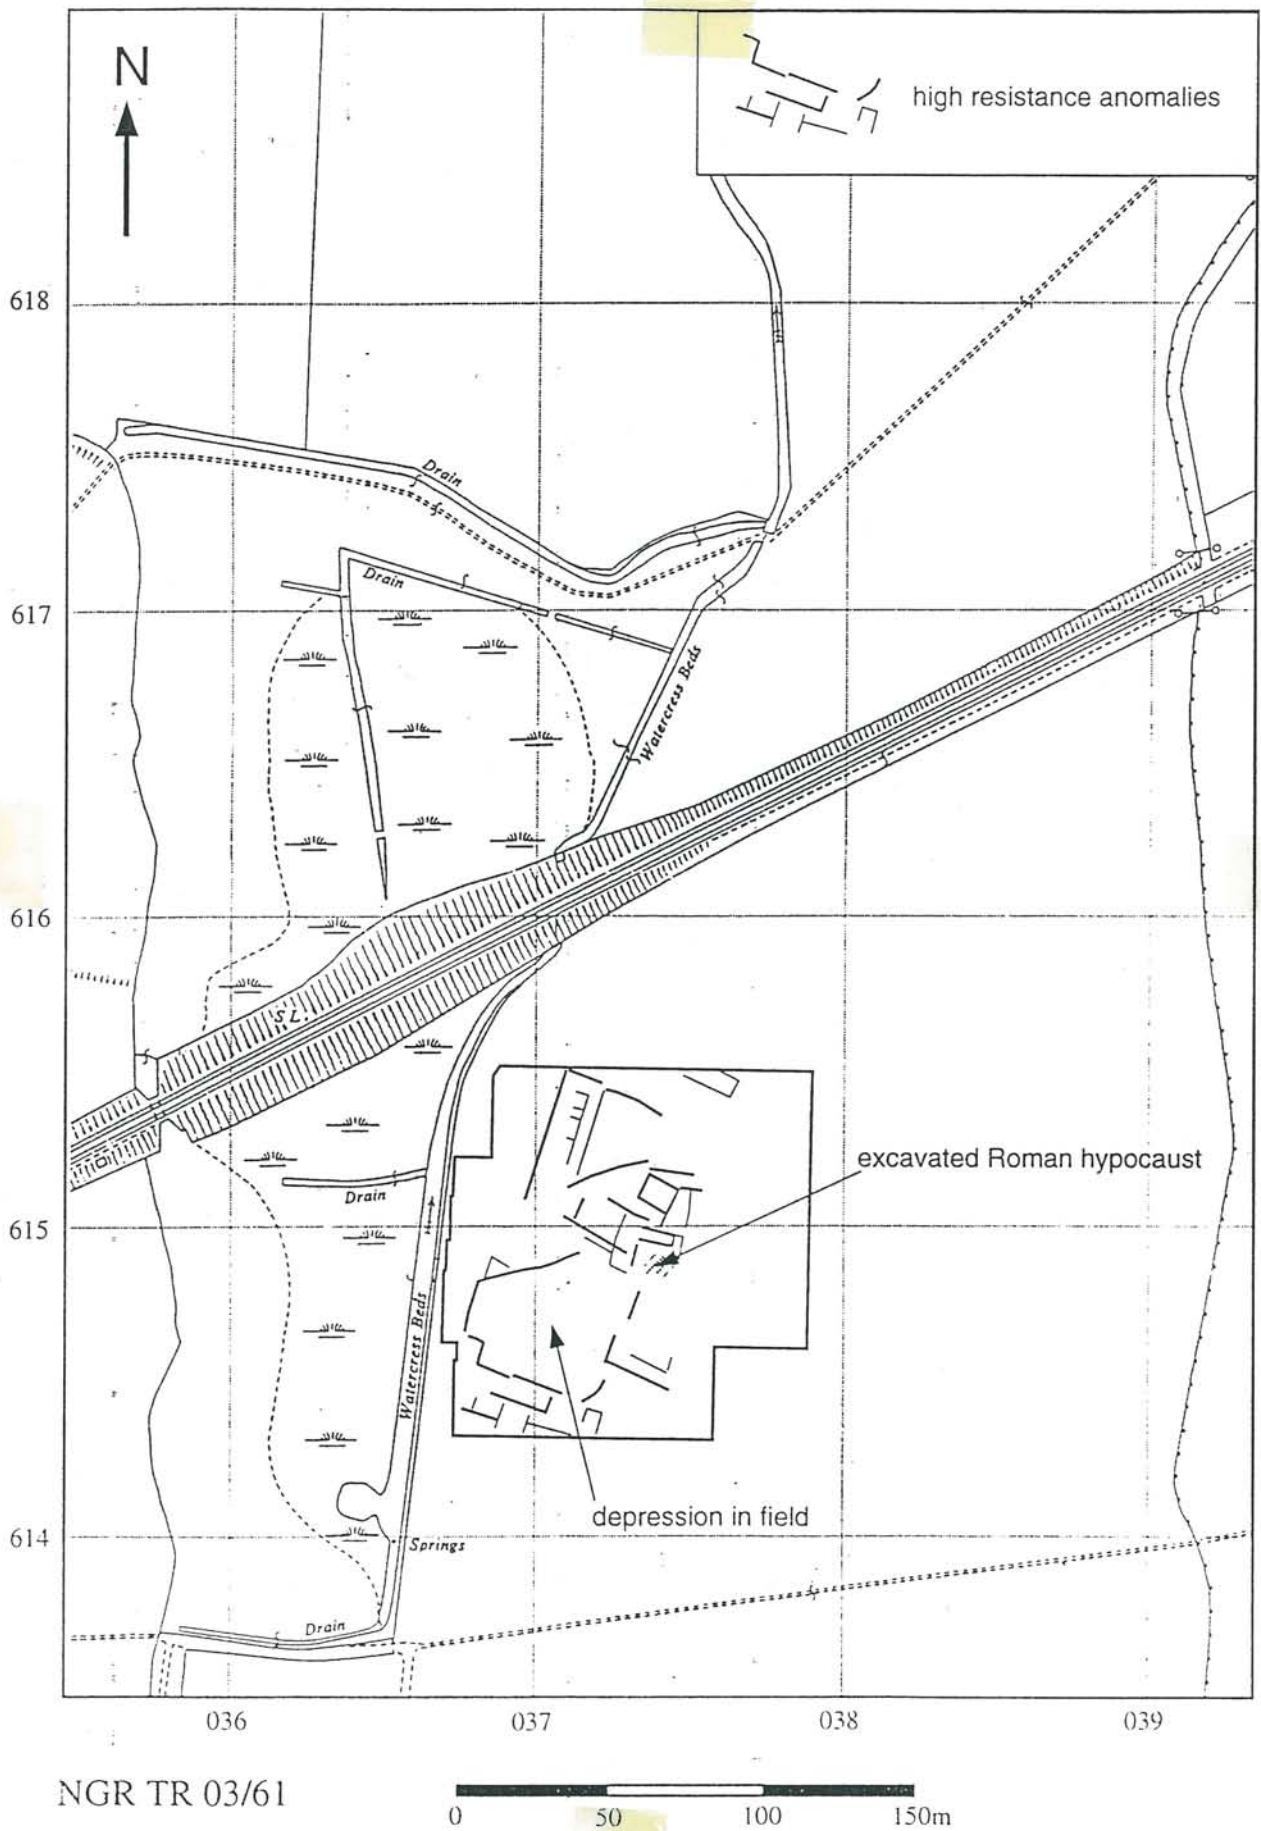 N
high resistance anomalies
618
Drain
Drain
617
Watercress Beds
616
S L.
excavated Roman hypocaust
Drain
615
Watercress Beds
depression in field
614
Springs
Drain
036
037
038
039
NGR TR 03/61
0
50
100
150m